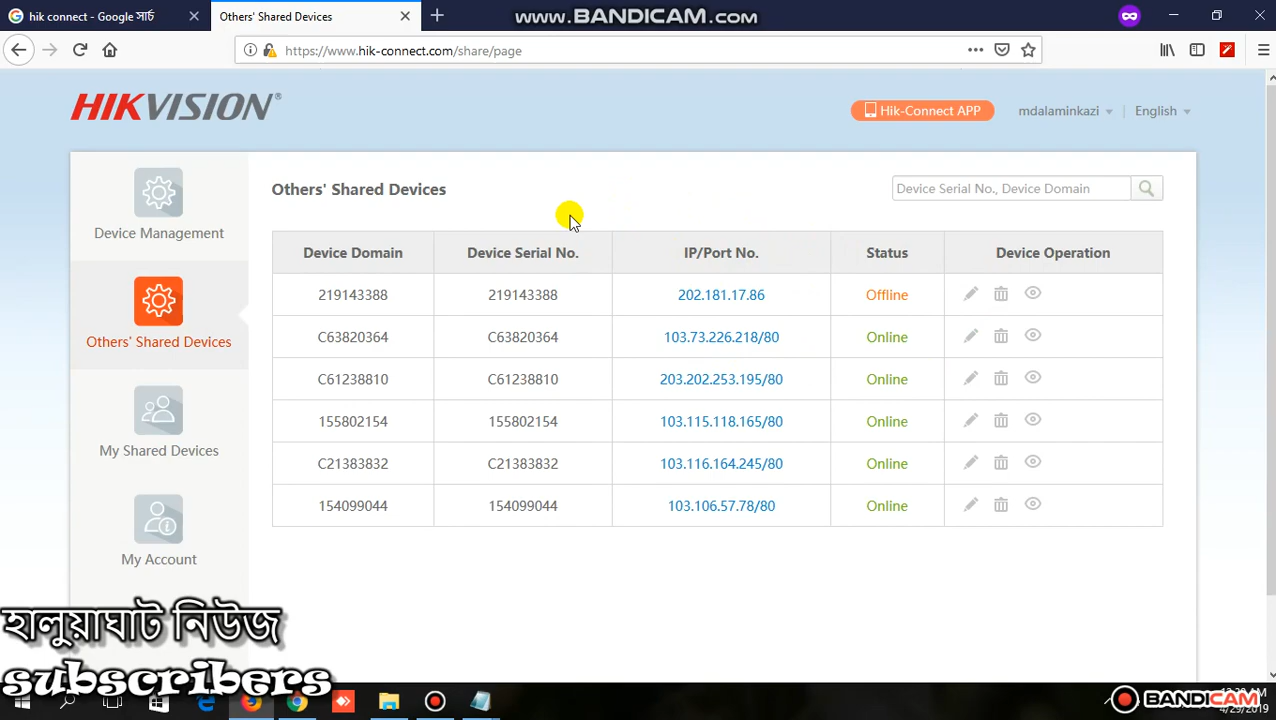 hik connect - Google সার্চ
Others' Shared Devices
www.BANDICAM.com
https://www.hik-connect.com/share/page
HIKVISION®
Hik-Connect APP
mdalaminkazi
English
Device Management
Others' Shared Devices
My Shared Devices
My Account
Others' Shared Devices
Device Serial No., Device Domain
Device Domain Device Serial No. IP/Port No. Status Device Operation
219143388 219143388 202.181.17.86 Offline
C63820364 C63820364 103.73.226.218/80 Online
C61238810 C61238810 203.202.253.195/80 Online
155802154 155802154 103.115.118.165/80 Online
C21383832 C21383832 103.116.164.245/80 Online
154099044 154099044 103.106.57.78/80 Online
হালুয়াঘাট নিউজ
subscribers
BANDICAM
4/29/2019